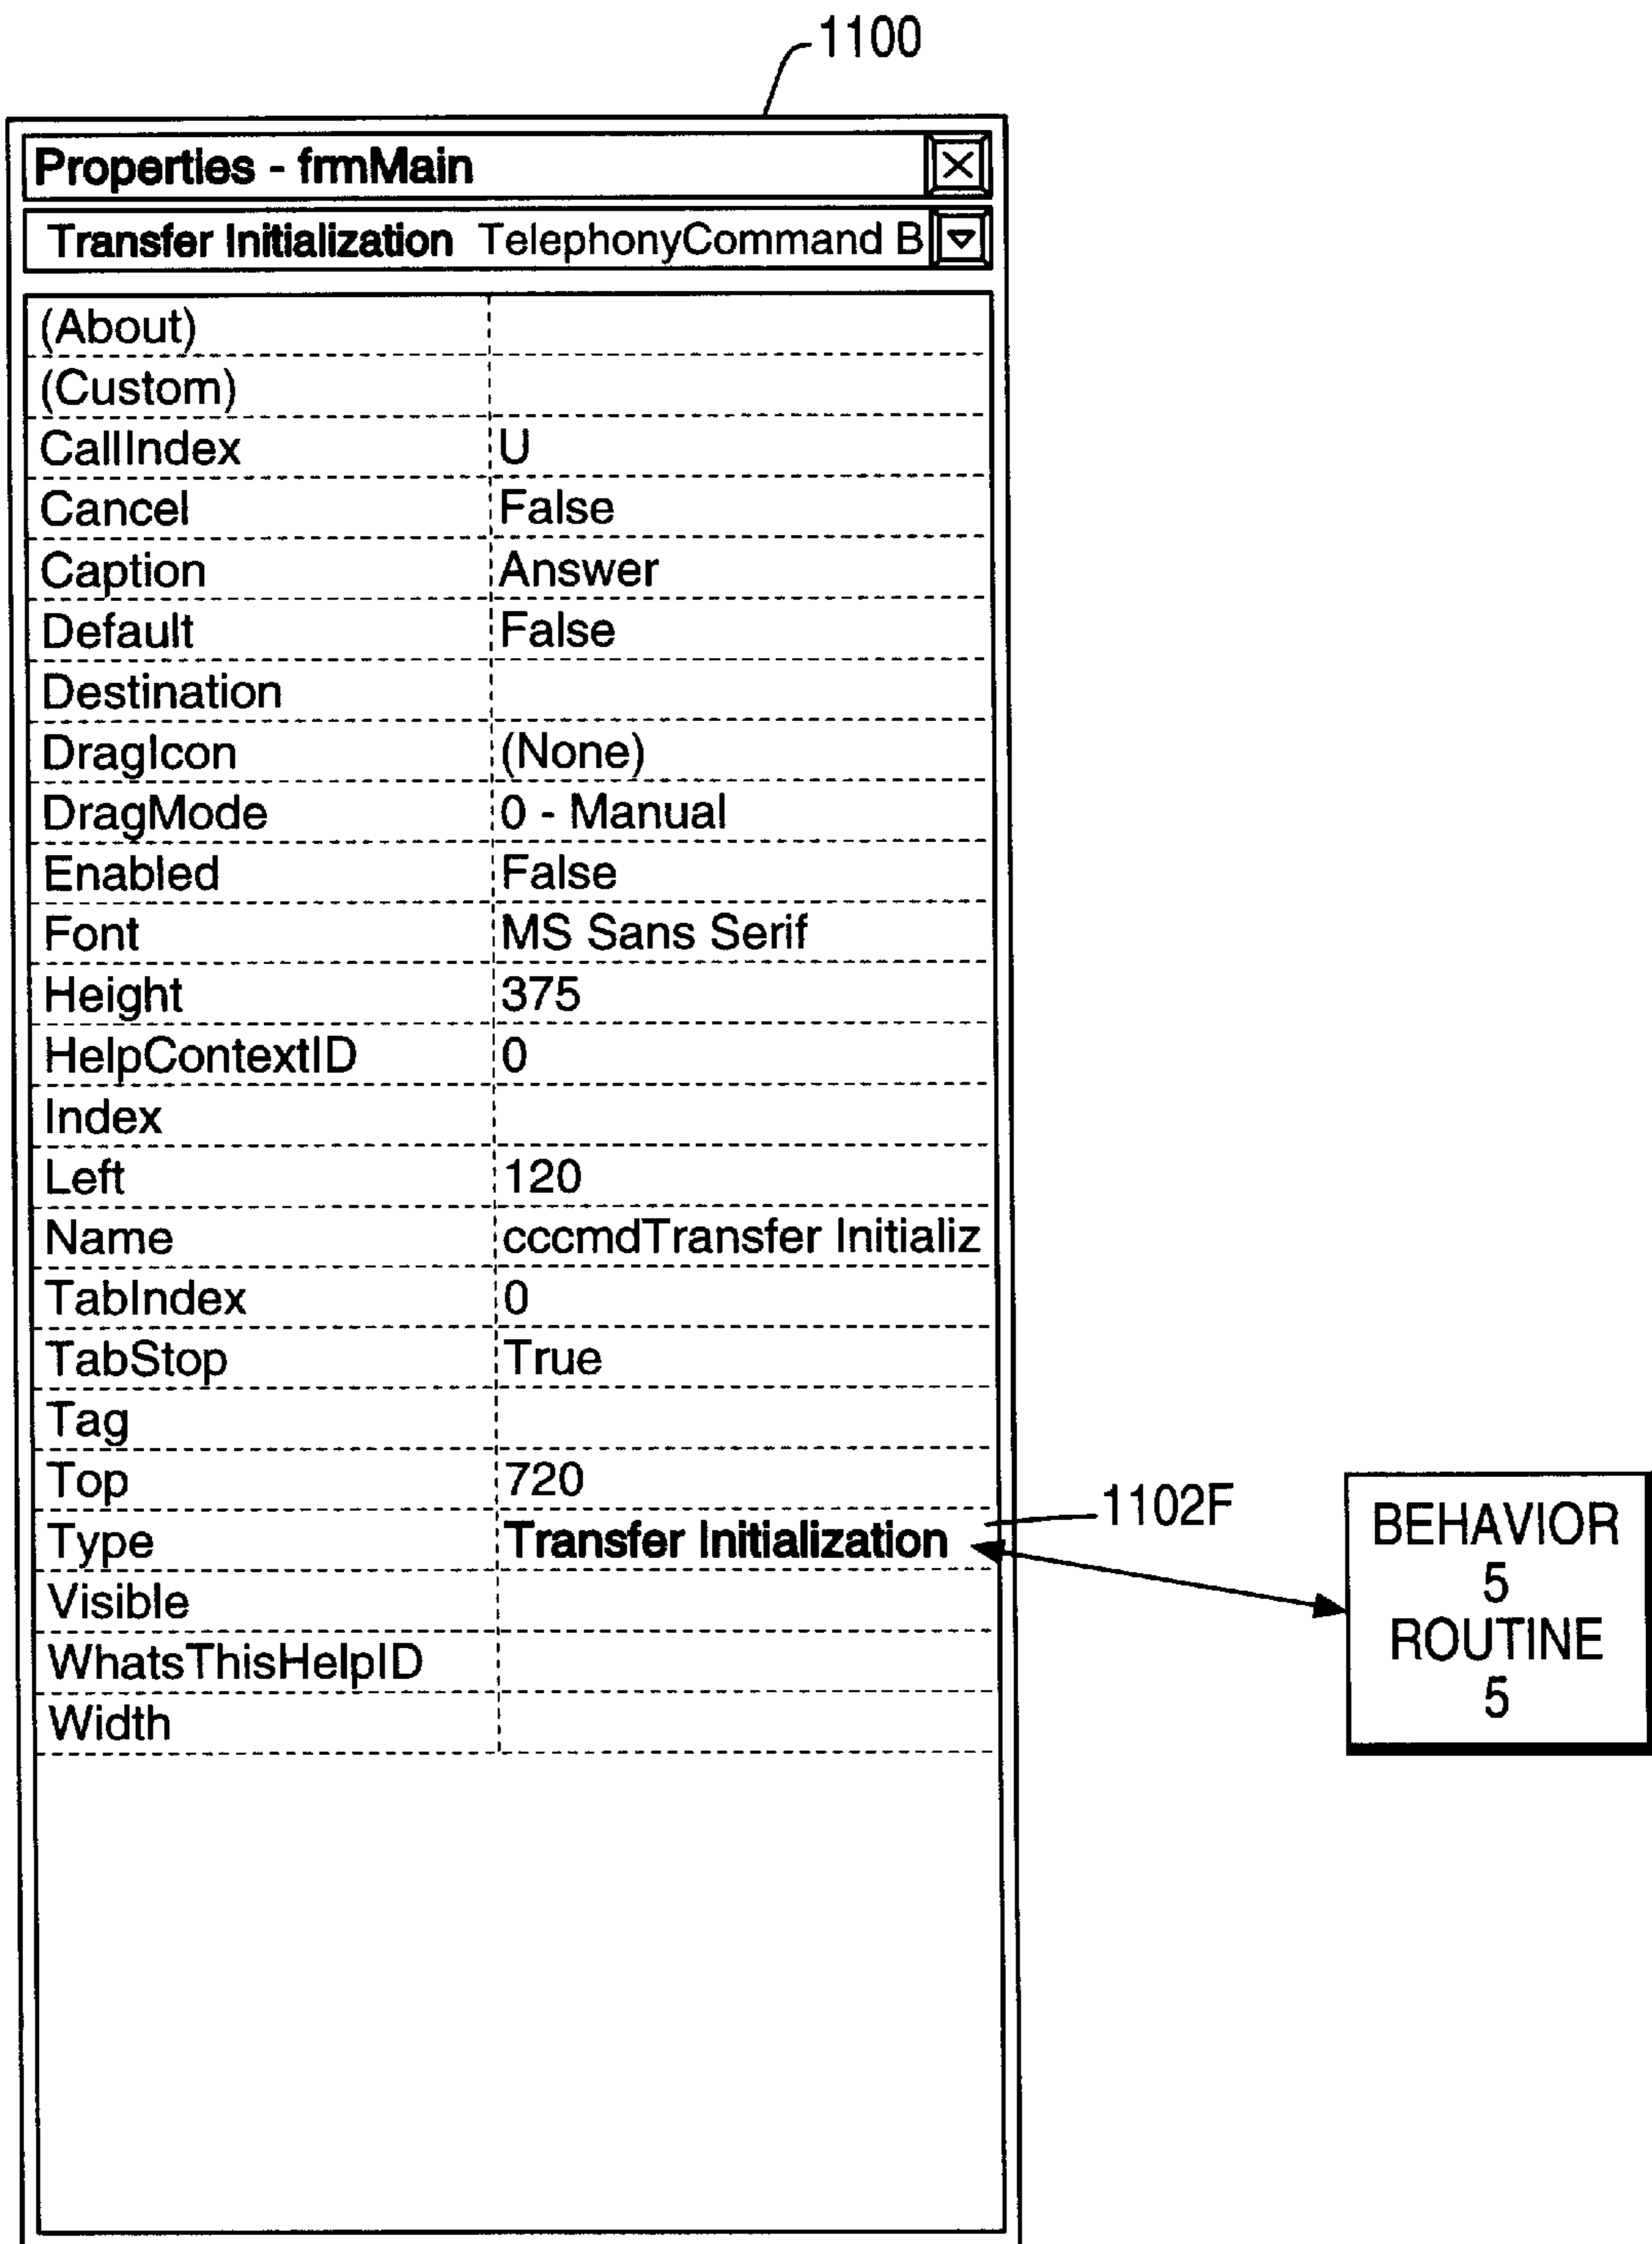 1100
Properties - frmMain
Transfer Initialization TelephonyCommand B
(About)
(Custom)
CallIndex U
Cancel False
Caption Answer
Default False
Destination
DragIcon (None)
DragMode 0 - Manual
Enabled False
Font MS Sans Serif
Height 375
HelpContextID 0
Index
Left 120
Name cccmdTransfer Initializ
TabIndex 0
TabStop True
Tag
Top 720
Type Transfer Initialization
1102F
Visible
WhatsThisHelpID
Width
BEHAVIOR
5
ROUTINE
5